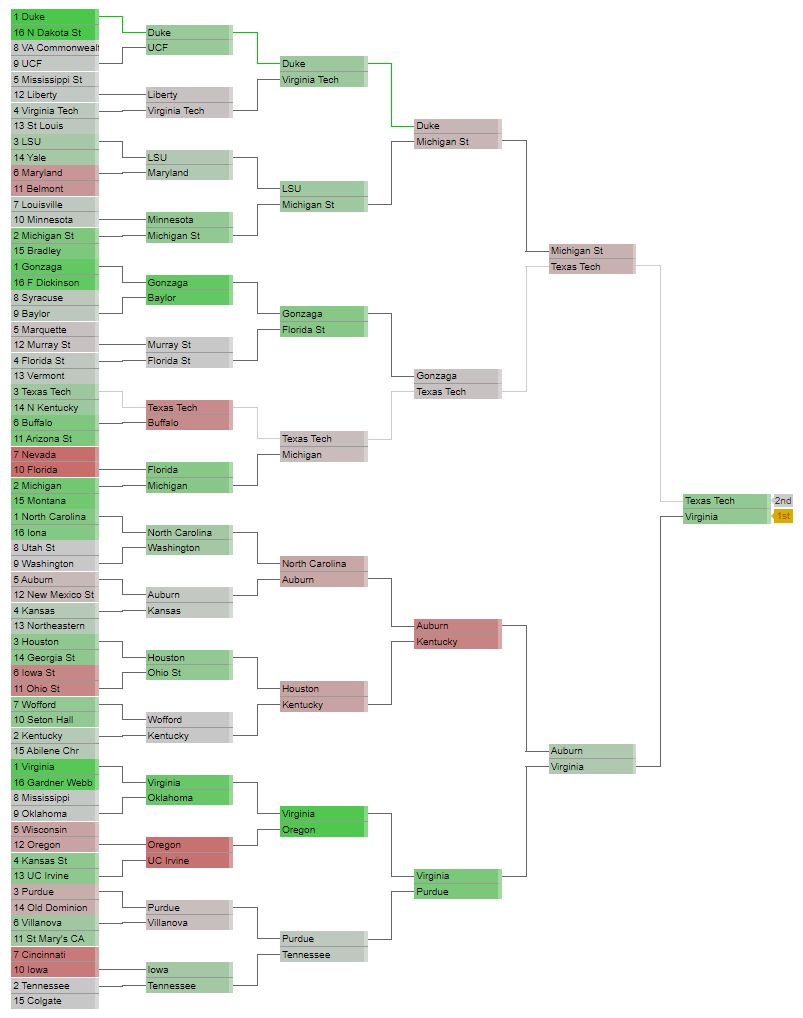 1 Duke
16 N Dakota St
8 VA Commonwealt
9 UCF
5 Mississippi St
12 Liberty
4 Virginia Tech
13 St Louis
3 LSU
14 Yale
6 Maryland
11 Belmont
7 Louisville
10 Minnesota
2 Michigan St
15 Bradley
1 Gonzaga
16 F Dickinson
8 Syracuse
9 Baylor
5 Marquette
12 Murray St
4 Florida St
13 Vermont
3 Texas Tech
14 N Kentucky
6 Buffalo
11 Arizona St
7 Nevada
10 Florida
2 Michigan
15 Montana
1 North Carolina
16 Iona
8 Utah St
9 Washington
5 Auburn
12 New Mexico St
4 Kansas
13 Northeastern
3 Houston
14 Georgia St
6 Iowa St
11 Ohio St
7 Wofford
10 Seton Hall
2 Kentucky
15 Abilene Chr
1 Virginia
16 Gardner Webb
8 Mississippi
9 Oklahoma
5 Wisconsin
12 Oregon
4 Kansas St
13 UC Irvine
3 Purdue
14 Old Dominion
6 Villanova
11 St Mary's CA
7 Cincinnati
10 Iowa
2 Tennessee
15 Colgate
Duke
UCF
Liberty
Virginia Tech
LSU
Maryland
Minnesota
Michigan St
Gonzaga
Baylor
Murray St
Florida St
Texas Tech
Buffalo
Florida
Michigan
North Carolina
Washington
Auburn
Kansas
Houston
Ohio St
Wofford
Kentucky
Virginia
Oklahoma
Oregon
UC Irvine
Purdue
Villanova
Iowa
Tennessee
Duke
Virginia Tech
LSU
Michigan St
Gonzaga
Florida St
Texas Tech
Michigan
North Carolina
Auburn
Houston
Kentucky
Virginia
Oregon
Purdue
Tennessee
Duke
Michigan St
Gonzaga
Texas Tech
Auburn
Kentucky
Virginia
Purdue
Michigan St
Texas Tech
Auburn
Virginia
Texas Tech 2nd
Virginia 1st